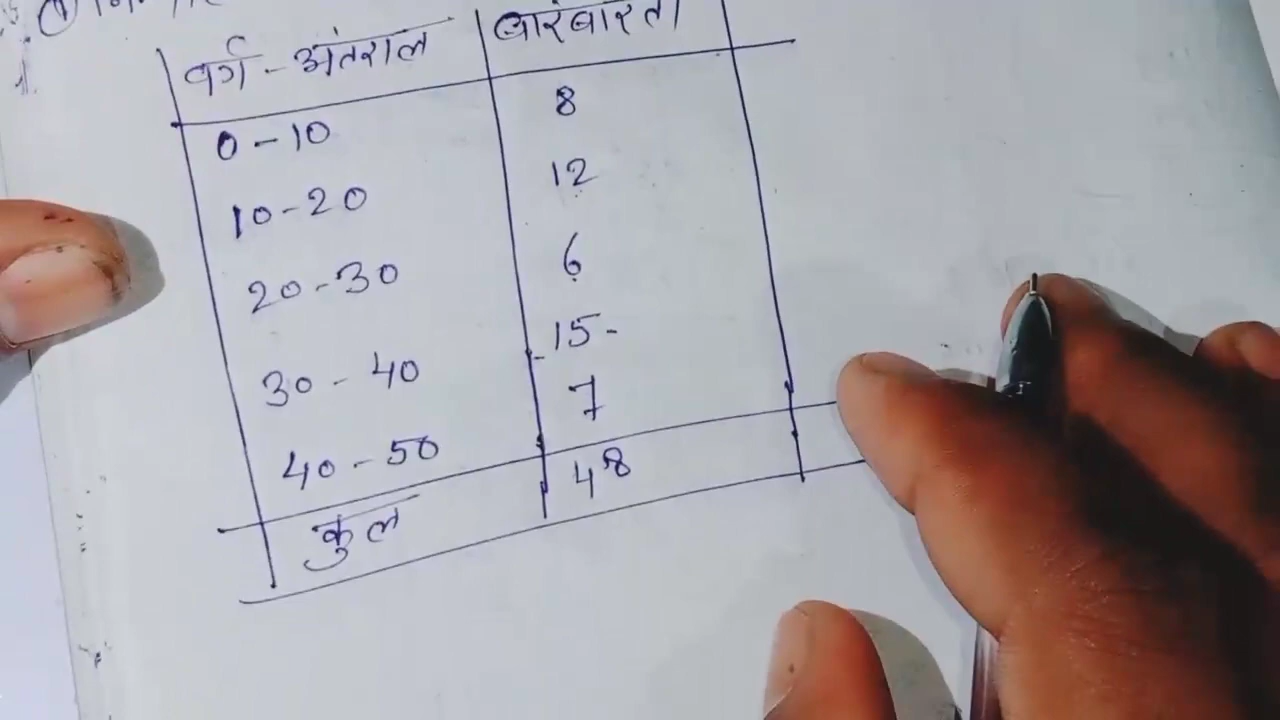 वर्ग - अंतराल बारंबारता
0 - 10 8
10 - 20 12
20 - 30 6
30 - 40 15
40 - 50 7
कुल 48